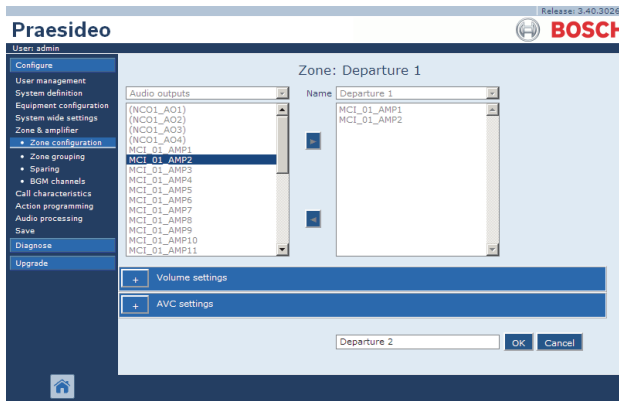 Release: 3.40.3026
Praesideo
BOSCH
User: admin
Configure
User management
System definition
Equipment configuration
System wide settings
Zone & amplifier
• Zone configuration
• Zone grouping
• Sparing
• BGM channels
Call characteristics
Action programming
Audio processing
Save
Diagnose
Upgrade
Zone: Departure 1
Audio outputs
(NCO1_AO1)
(NCO1_AO2)
(NCO1_AO3)
(NCO1_AO4)
MCI_01_AMP1
MCI_01_AMP2
MCI_01_AMP3
MCI_01_AMP4
MCI_01_AMP5
MCI_01_AMP6
MCI_01_AMP7
MCI_01_AMP8
MCI_01_AMP9
MCI_01_AMP10
MCI_01_AMP11
Name Departure 1
MCI_01_AMP1
MCI_01_AMP2
+ Volume settings
+ AVC settings
Departure 2 OK Cancel